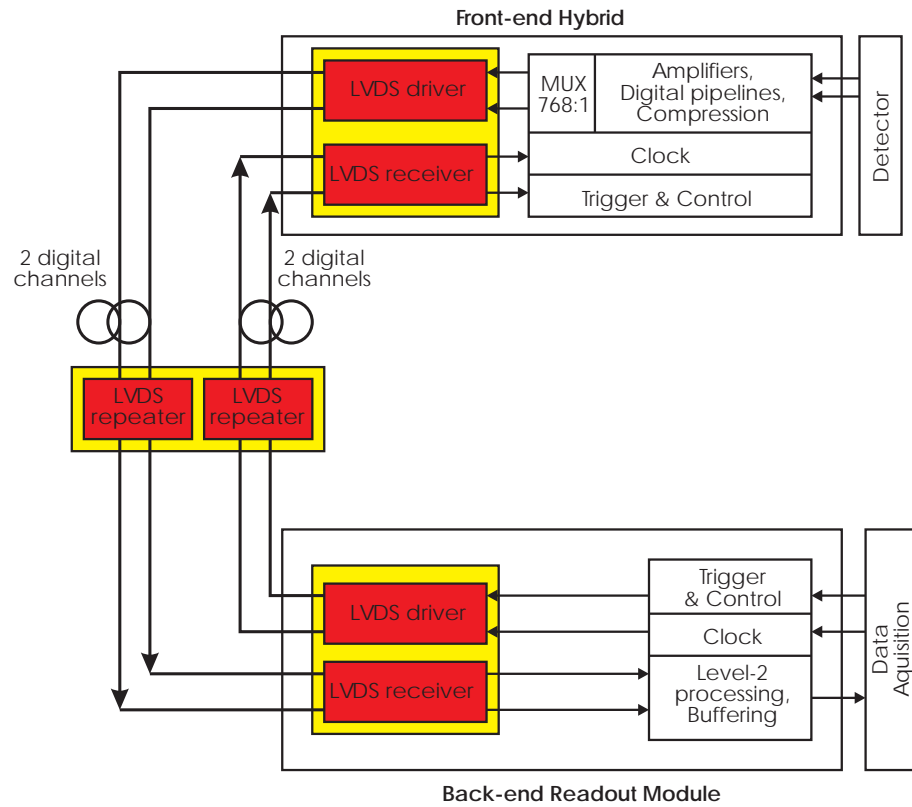 Front-end Hybrid
LVDS driver
MUX
768:1
Amplifiers,
Digital pipelines,
Compression
LVDS receiver
Clock
Trigger & Control
Detector
2 digital
channels
2 digital
channels
LVDS
repeater
LVDS
repeater
LVDS driver
Trigger
& Control
Clock
LVDS receiver
Level-2
processing,
Buffering
Data
Aquisition
Back-end Readout Module